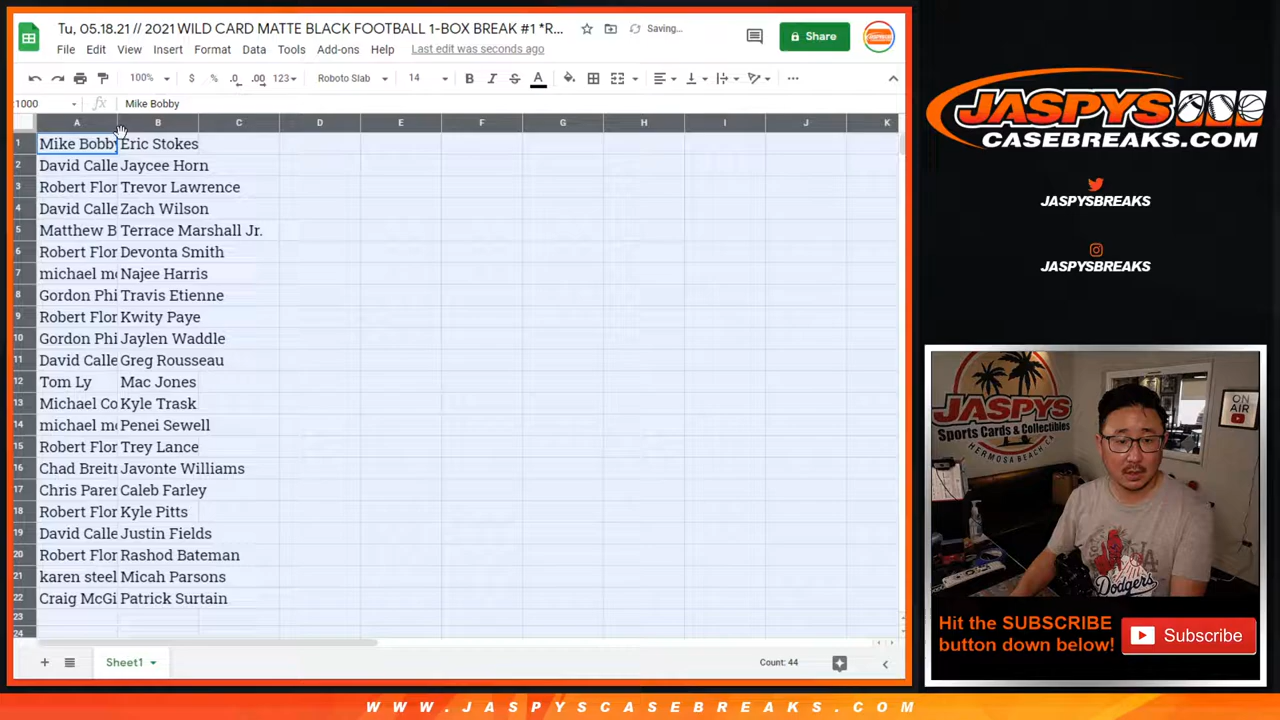 Tu, 05.18.21 // 2021 WILD CARD MATTE BLACK FOOTBALL 1-BOX BREAK #1 *R...
Saving...
Share
File Edit View Insert Format Data Tools Add-ons Help Last edit was seconds ago
100% $ % .0 .00 123 Roboto Slab 14 B I S A
1000 fx Mike Bobby
A B C D E F G H I J K
1 Mike Bobby Eric Stokes
2 David Calle Jaycee Horn
3 Robert Flor Trevor Lawrence
4 David Calle Zach Wilson
5 Matthew B Terrace Marshall Jr.
6 Robert Flor Devonta Smith
7 michael mc Najee Harris
8 Gordon Phi Travis Etienne
9 Robert Flor Kwity Paye
10 Gordon Phi Jaylen Waddle
11 David Calle Greg Rousseau
12 Tom Ly Mac Jones
13 Michael Co Kyle Trask
14 michael mc Penei Sewell
15 Robert Flor Trey Lance
16 Chad Breitn Javonte Williams
17 Chris Paren Caleb Farley
18 Robert Flor Kyle Pitts
19 David Calle Justin Fields
20 Robert Flor Rashod Bateman
21 karen steel Micah Parsons
22 Craig McGi Patrick Surtain
23
24
Sheet1
Count: 44
JASPYS
CASEBREAKS.COM
JASPYSBREAKS
JASPYSBREAKS
JASPYS
Sports Cards & Collectibles
HERMOSA BEACH
ON
AIR
Dodgers
Hit the SUBSCRIBE
button down below!
Subscribe
WWW.JASPYSCASEBREAKS.COM